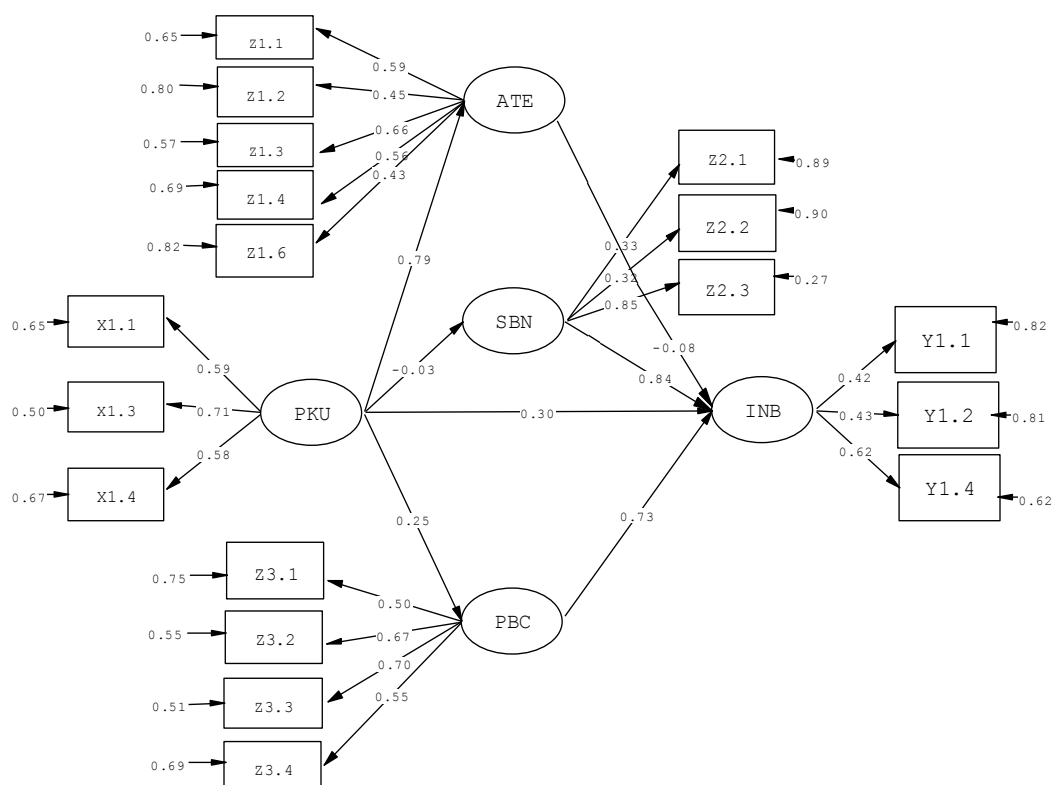 0.65
Z1.1
0.59
0.80
Z1.2
0.45
0.57
Z1.3
0.66
0.69
Z1.4
0.56
0.82
Z1.6
0.43
ATE
Z2.1
0.89
0.33
Z2.2
0.90
0.32
Z2.3
0.27
0.85
0.79
SBN
-0.03
-0.08
0.84
0.65
X1.1
0.59
0.50
X1.3
0.71
0.67
X1.4
0.58
PKU
0.30
INB
Y1.1
0.82
0.42
Y1.2
0.81
0.43
Y1.4
0.62
0.62
0.25
0.73
0.75
Z3.1
0.50
0.55
Z3.2
0.67
0.51
Z3.3
0.70
0.69
Z3.4
0.55
PBC